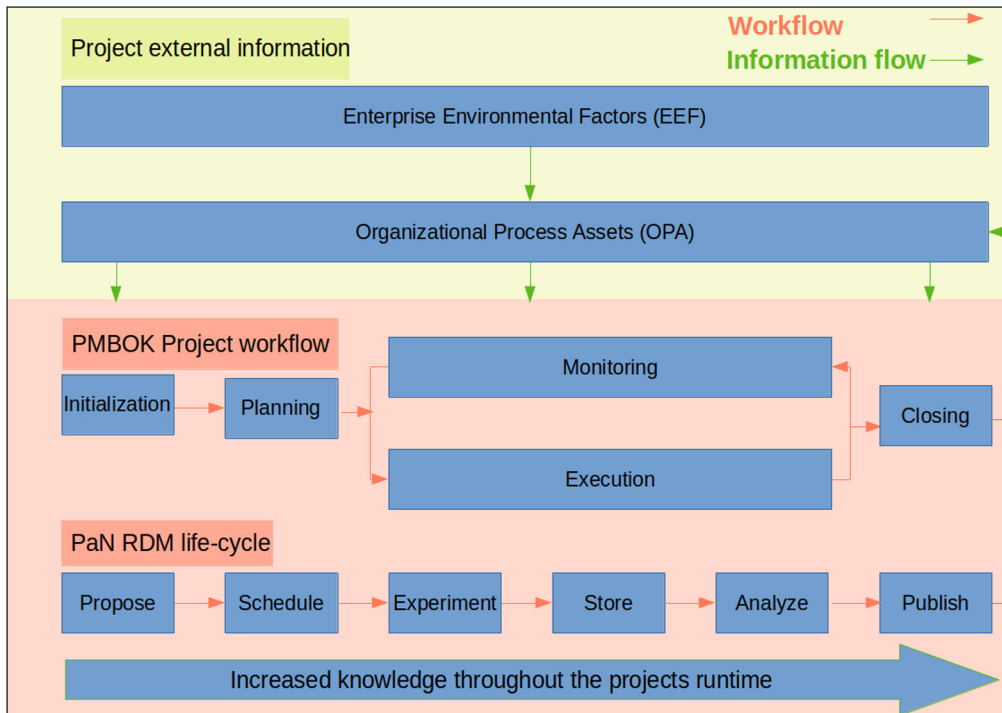 Project external information
Workflow
Information flow
Enterprise Environmental Factors (EEF)
Organizational Process Assets (OPA)
PMBOK Project workflow
Monitoring
Initialization
Planning
Closing
Execution
PaN RDM life-cycle
Propose
Schedule
Experiment
Store
Analyze
Publish
Increased knowledge throughout the projects runtime